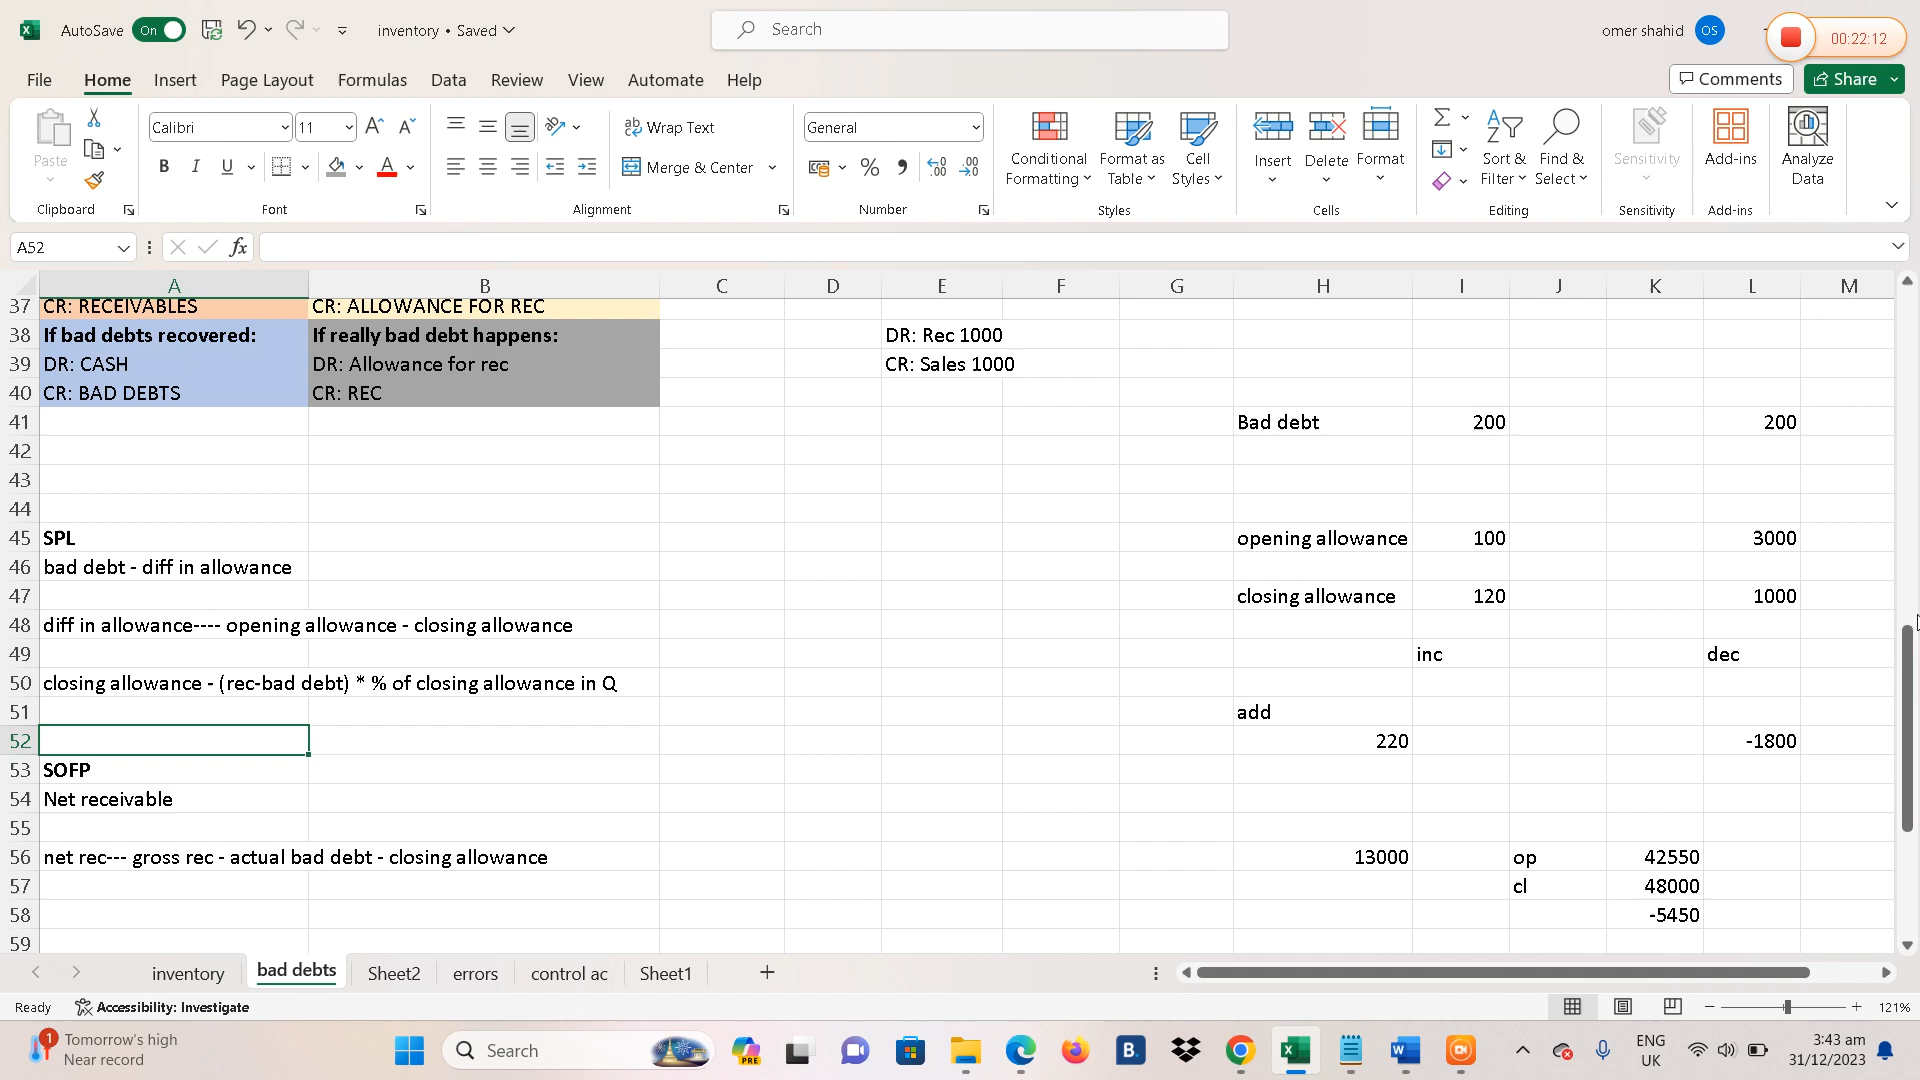 AutoSave On inventory • Saved Search omer shahid OS 00:22:12
File Home Insert Page Layout Formulas Data Review View Automate Help Comments Share
Paste Calibri 11 Wrap Text General Conditional Formatting Format as Table Cell Styles Insert Delete Format Sort & Filter Find & Select Sensitivity Add-ins Analyze Data
B I U A Merge & Center %
Clipboard Font Alignment Number Styles Cells Editing Sensitivity Add-ins
A52 fx
A B C D E F G H I J K L M
37 CR: RECEIVABLES CR: ALLOWANCE FOR REC
38 If bad debts recovered: If really bad debt happens: DR: Rec 1000
39 DR: CASH DR: Allowance for rec CR: Sales 1000
40 CR: BAD DEBTS CR: REC
41 Bad debt 200 200
42
43
44
45 SPL opening allowance 100 3000
46 bad debt - diff in allowance
47 closing allowance 120 1000
48 diff in allowance---- opening allowance - closing allowance
49 inc dec
50 closing allowance - (rec-bad debt) * % of closing allowance in Q
51 add
52 220 -1800
53 SOFP
54 Net receivable
55
56 net rec--- gross rec - actual bad debt - closing allowance 13000 op 42550
57 cl 48000
58 -5450
59
inventory bad debts Sheet2 errors control ac Sheet1
Ready Accessibility: Investigate 121%
1 Tomorrow's high Near record Search PRE B. ENG UK 3:43 am 31/12/2023